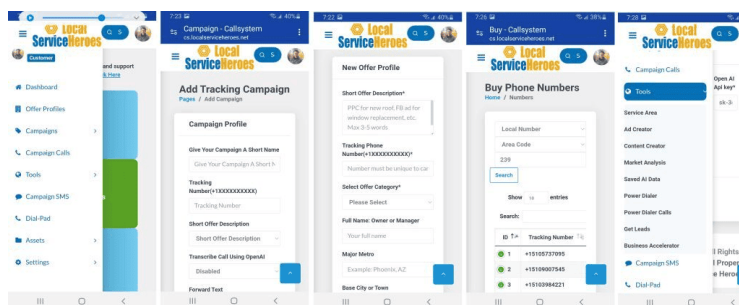 LOCAL
ServiceHeroes
Customer
and support
k Here
Dashboard
Offer Profiles
Campaigns
Campaign Calls
Tools
Campaign SMS
Dial-Pad
Assets
Settings
7:23
40%
Campaign - Callsystem
cs.localserviceheroes.net
Local
ServiceHeroes
Q S
Add Tracking Campaign
Pages / Add Campaign
Campaign Profile
Give Your Campaign A Short Name
Give Your Campaign A Short N
Tracking
Number(+1XXXXXXXXXX)
Tracking Number
Short Offer Description
Short Offer Description
Transcribe Call Using OpenAI
Disabled
Forward Text
7:22
40%
Local
ServiceHeroes
Q S
New Offer Profile
Short Offer Description*
PPC for new roof, FB ad for
window replacement, etc.
Max 3-5 words
Tracking Phone
Number(+1XXXXXXXXXX)*
Number must be unique to car
Select Offer Category*
Please Select
Full Name: Owner or Manager
Your full name
Major Metro
Example: Phoenix, AZ
Base City or Town
7:26
38%
Buy - Callsystem
cs.localserviceheroes.net
Local
ServiceHeroes
Q S
Buy Phone Numbers
Home / Numbers
Local Number
Area Code
239
Search
Show 10 entries
Search:
ID Tracking Number
1 +15105737095
2 +15109007545
3 +15103984221
7:28
40%
Local
ServiceHeroes
Q S
Campaign Calls
Tools
Service Area
Ad Creator
Content Creator
Market Analysis
Saved AI Data
Power Dialer
Power Dialer Calls
Get Leads
Business Accelerator
Campaign SMS
Dial-Pad
Open AI
Api key*
sk-3
ll Rights
l Proper
e Heroe